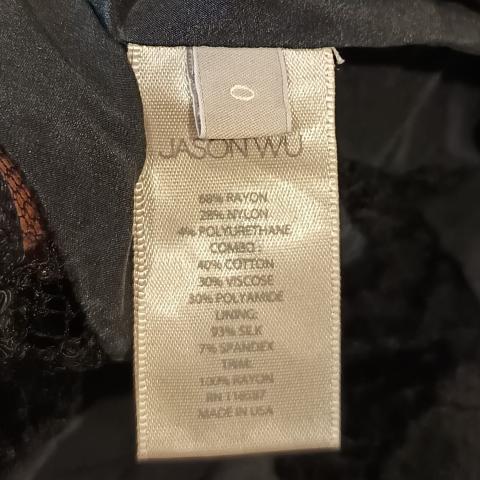 0
JASON WU
68% RAYON
28% NYLON
4% POLYURETHANE
COMBO :
40% COTTON
30% VISCOSE
30% POLYAMIDE
LINING:
93% SILK
7% SPANDEX
TRIM:
100% RAYON
RN
MADE IN USA